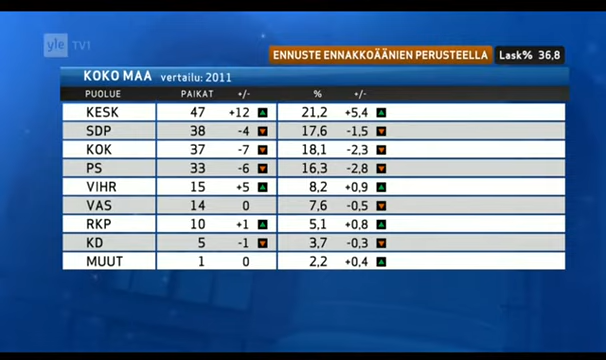 yle TV1
ENNUSTE ENNAKKOÄÄNIEN PERUSTEELLA Lask% 36,8
KOKO MAA vertailu: 2011
PUOLUE PAIKAT +/- % +/-
KESK 47 +12 21,2 +5,4
SDP 38 -4 17,6 -1,5
KOK 37 -7 18,1 -2,3
PS 33 -6 16,3 -2,8
VIHR 15 +5 8,2 +0,9
VAS 14 0 7,6 -0,5
RKP 10 +1 5,1 +0,8
KD 5 -1 3,7 -0,3
MUUT 1 0 2,2 +0,4